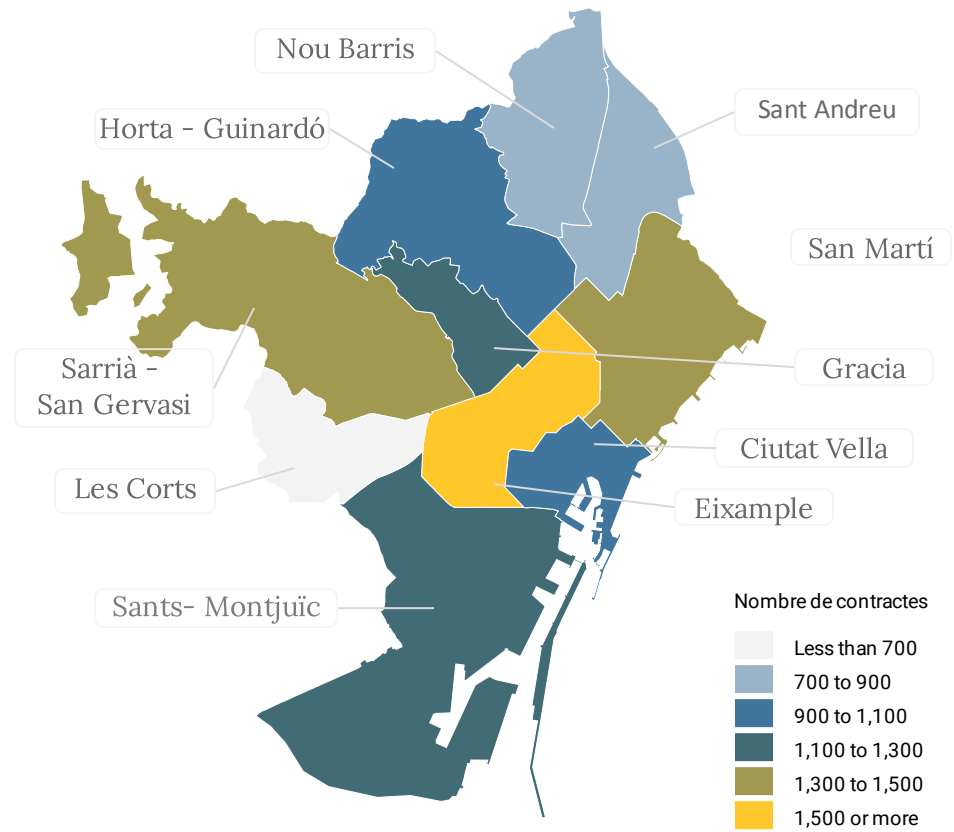 Nou Barris
Sant Andreu
Horta - Guinardó
San Martí
Sarrià -
San Gervasi
Gracia
Ciutat Vella
Les Corts
Eixample
Sants- Montjuïc
Nombre de contractes
Less than 700
700 to 900
900 to 1,100
1,100 to 1,300
1,300 to 1,500
1,500 or more